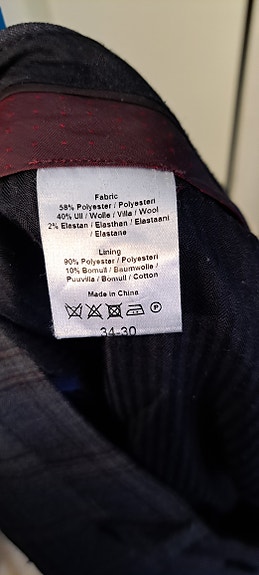 Fabric
58% Polyester / Polyesteri
40% Ull / Wolle / Villa / Wool
2% Elastan / Elasthan / Elastaani
/ Elastane
Lining
90% Polyester / Polyesteri
10% Bomull / Baumwolle /
Puuvilla / Bomull / Cotton
Made in China
P
34-30